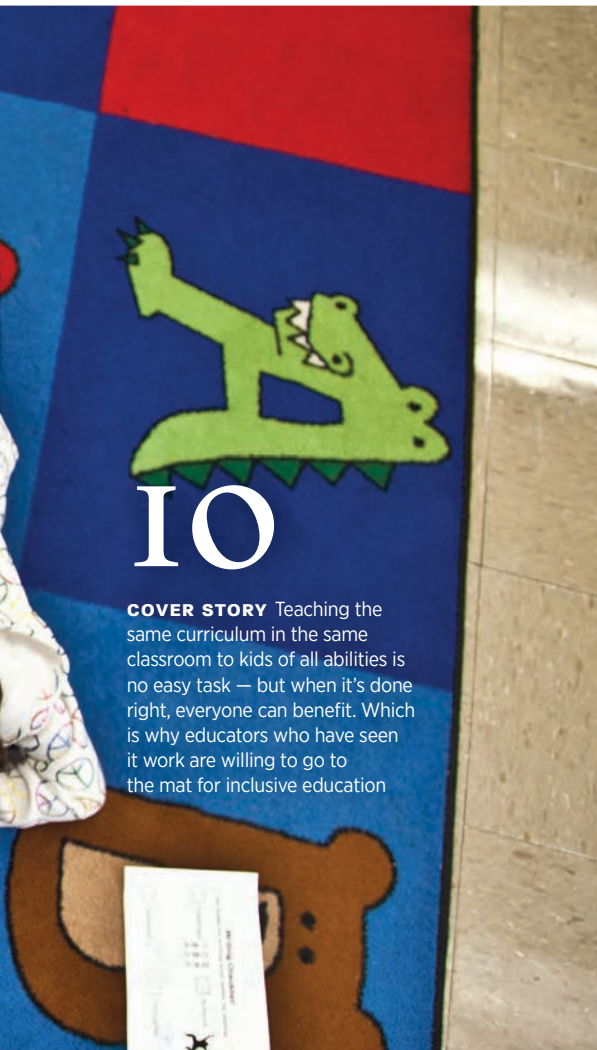 10
COVER STORY Teaching the
same curriculum in the same
classroom to kids of all abilities is
no easy task — but when it’s done
right, everyone can benefit. Which
is why educators who have seen
it work are willing to go to
the mat for inclusive education